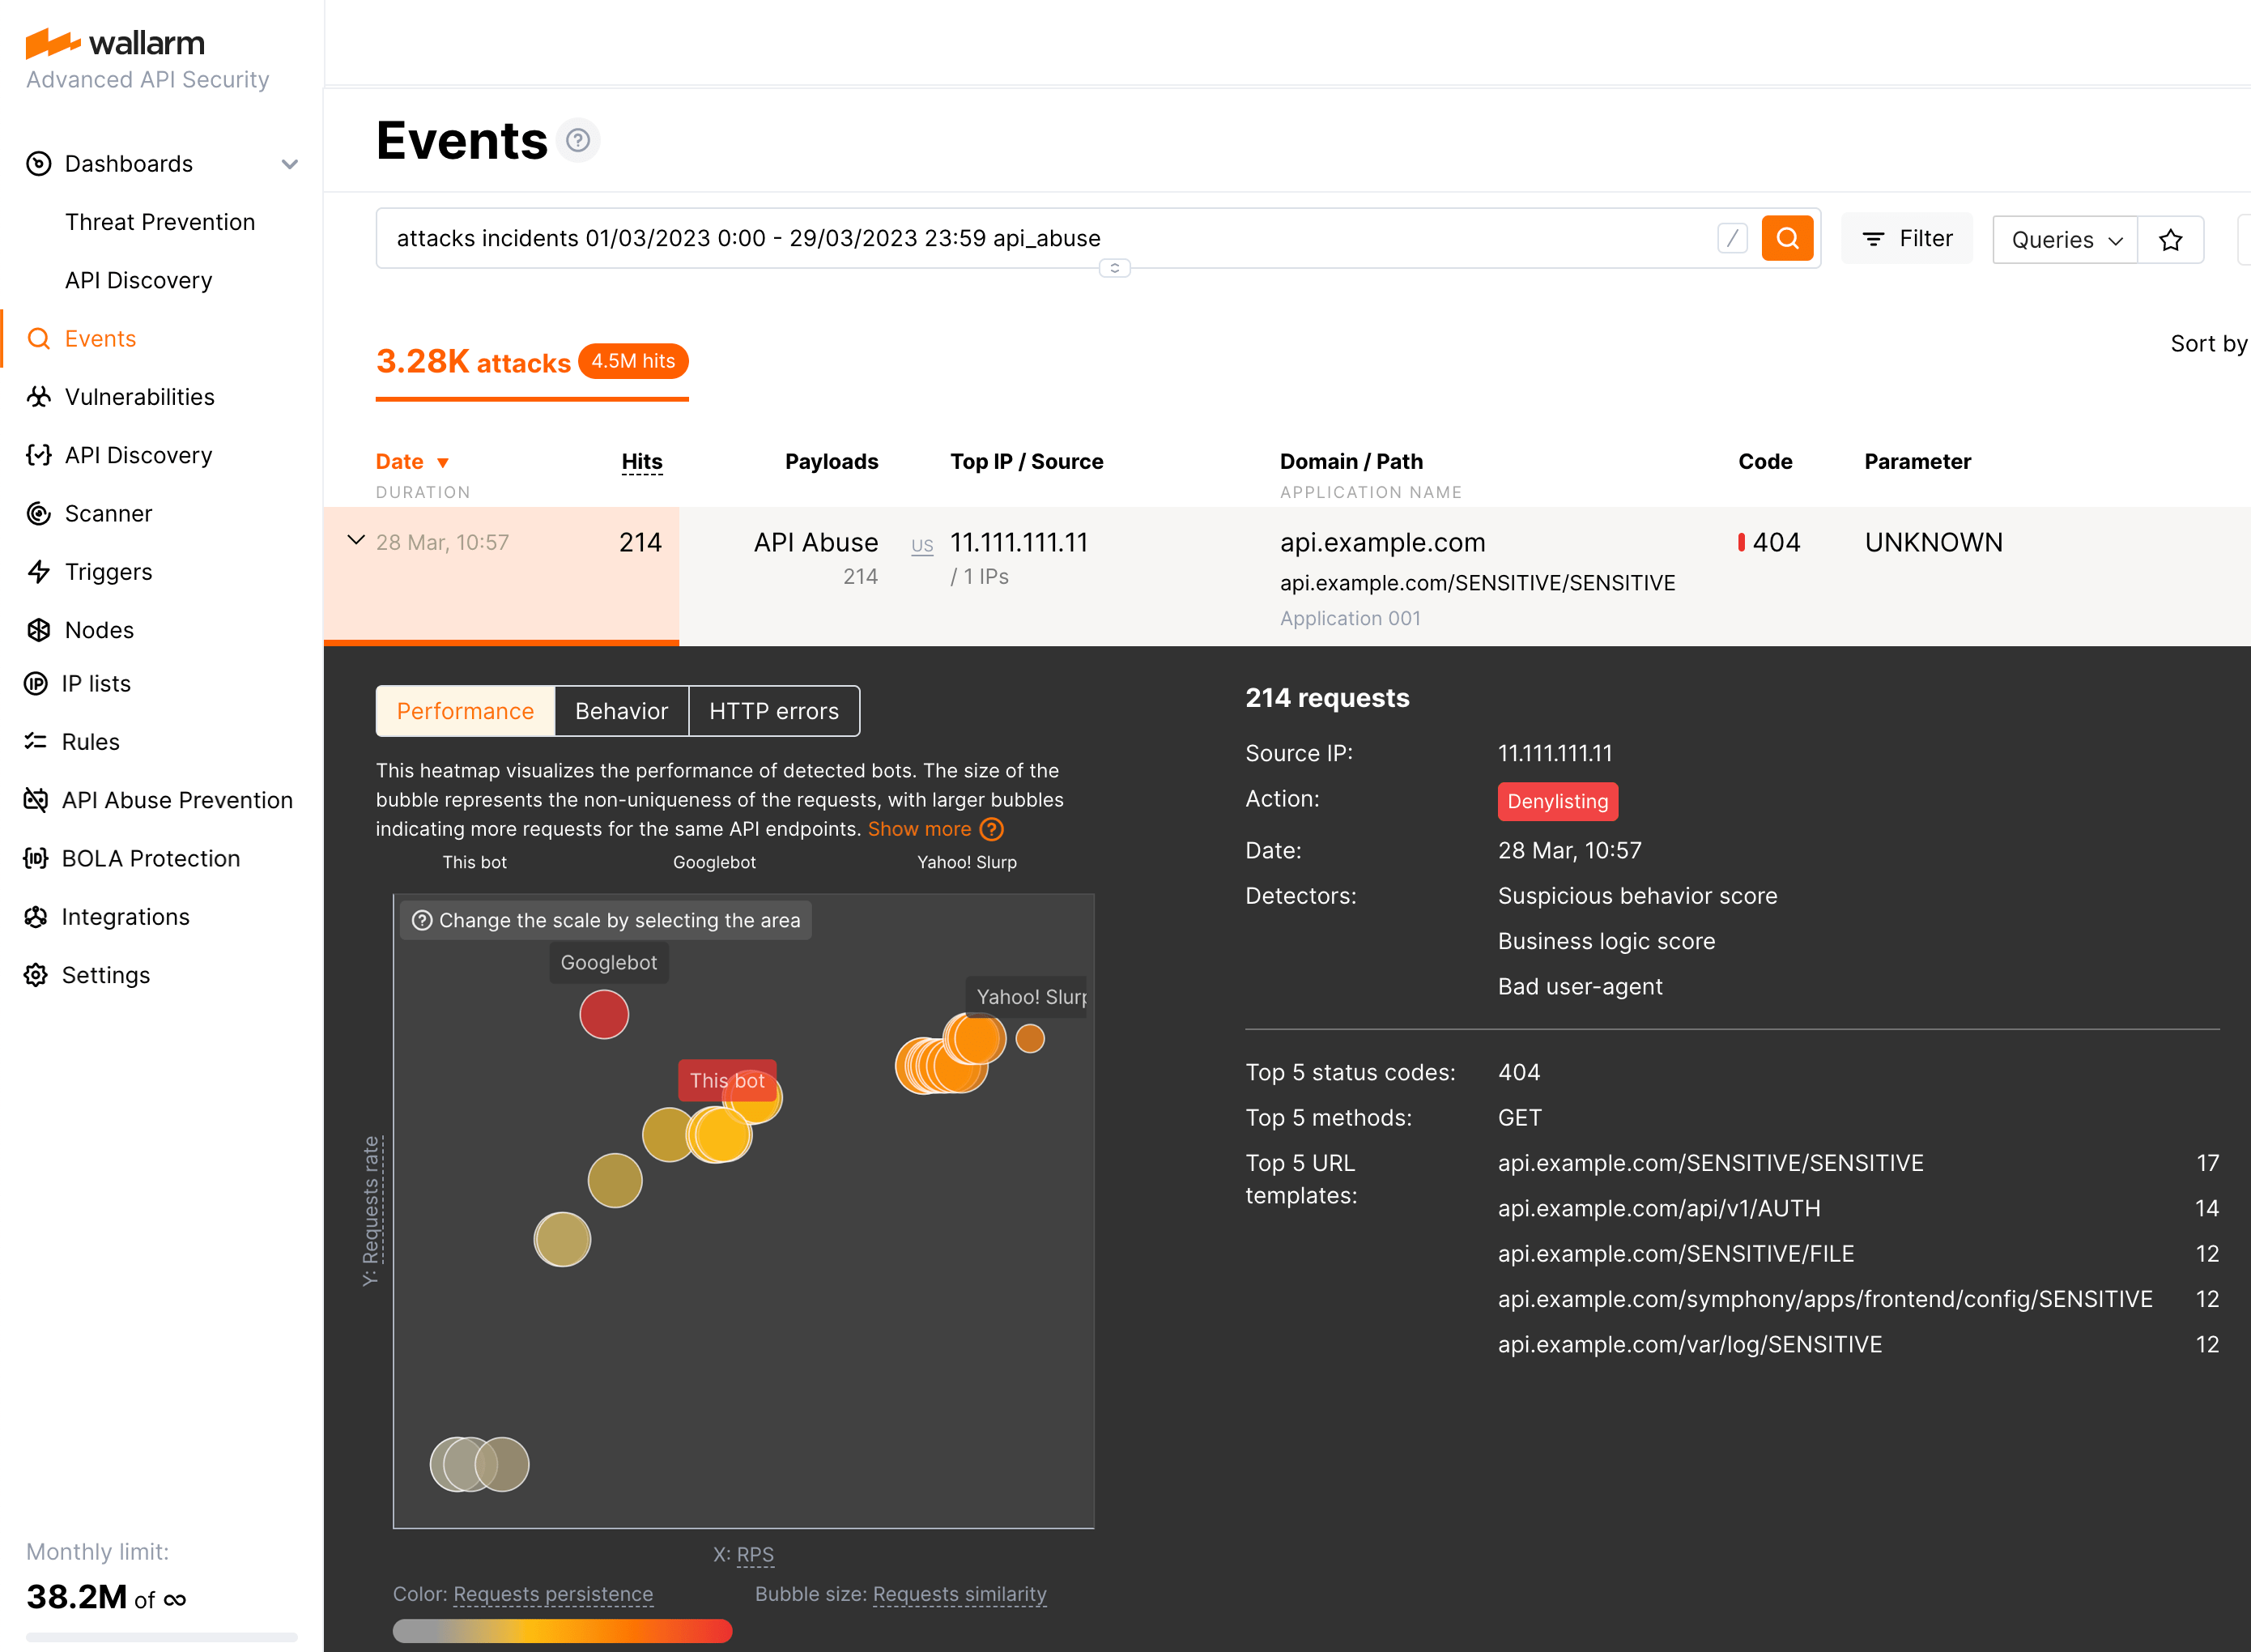 wallarm
Advanced API Security
Dashboards
Threat Prevention
API Discovery
Events
Vulnerabilities
API Discovery
Scanner
Triggers
Nodes
IP lists
Rules
API Abuse Prevention
BOLA Protection
Integrations
Settings
Monthly limit:
38.2M of ∞
Events ?
attacks incidents 01/03/2023 0:00 - 29/03/2023 23:59 api_abuse /
Filter
Queries
3.28K attacks 4.5M hits
Sort by
Date ▼ Hits Payloads Top IP / Source Domain / Path Code Parameter
DURATION APPLICATION NAME
28 Mar, 10:57 214 API Abuse US 11.111.111.11 api.example.com 404 UNKNOWN
214 / 1 IPs api.example.com/SENSITIVE/SENSITIVE
Application 001
Performance Behavior HTTP errors
This heatmap visualizes the performance of detected bots. The size of the
bubble represents the non-uniqueness of the requests, with larger bubbles
indicating more requests for the same API endpoints. Show more ?
This bot Googlebot Yahoo! Slurp
? Change the scale by selecting the area
Googlebot
Yahoo! Slurp
This bot
Y: Requests rate
X: RPS
Color: Requests persistence Bubble size: Requests similarity
214 requests
Source IP: 11.111.111.11
Action: Denylisting
Date: 28 Mar, 10:57
Detectors: Suspicious behavior score
Business logic score
Bad user-agent
Top 5 status codes: 404
Top 5 methods: GET
Top 5 URL templates:
api.example.com/SENSITIVE/SENSITIVE 17
api.example.com/api/v1/AUTH 14
api.example.com/SENSITIVE/FILE 12
api.example.com/symphony/apps/frontend/config/SENSITIVE 12
api.example.com/var/log/SENSITIVE 12